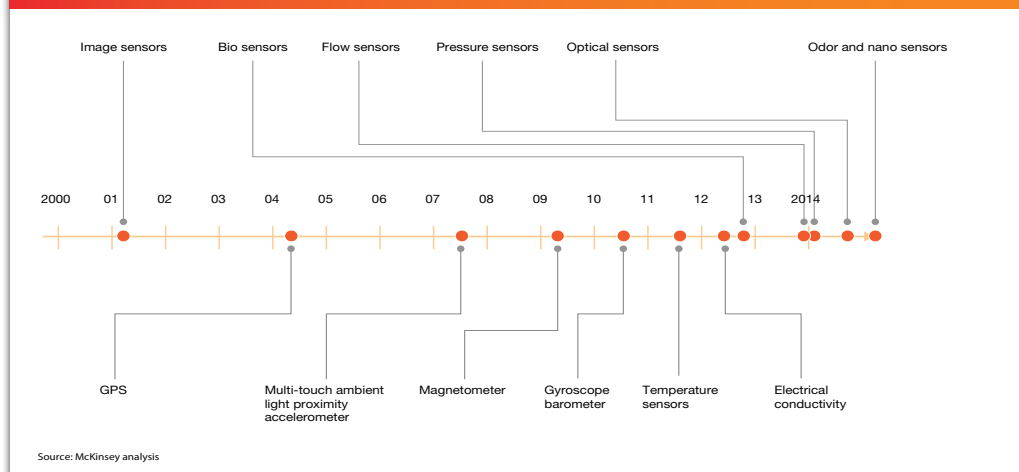 Image sensors
Bio sensors
Flow sensors
Pressure sensors
Optical sensors
Odor and nano sensors
2000
01
02
03
04
05
06
07
08
09
10
11
12
13
2014
GPS
Multi-touch ambient
light proximity
accelerometer
Magnetometer
Gyroscope
barometer
Temperature
sensors
Electrical
conductivity
Source: McKinsey analysis